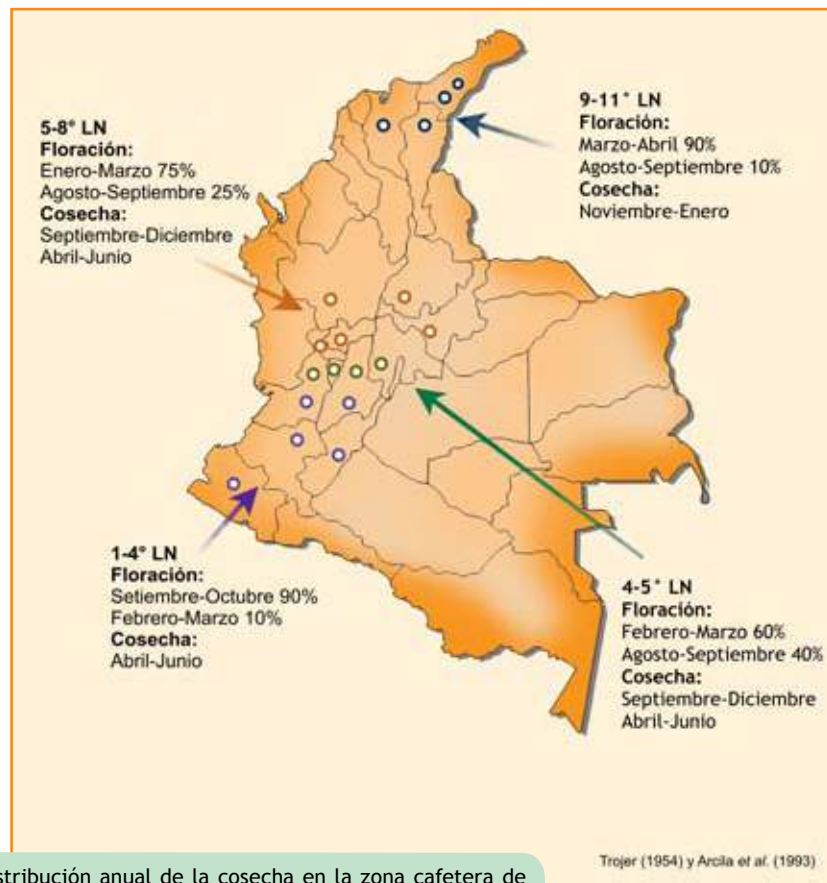 5-8° LN
Floración:
Enero-Marzo 75%
Agosto-Septiembre 25%
Cosecha:
Septiembre-Diciembre
Abril-Junio
9-11° LN
Floración:
Marzo-Abril 90%
Agosto-Septiembre 10%
Cosecha:
Noviembre-Enero
1-4° LN
Floración:
Setiembre-Octubre 90%
Febrero-Marzo 10%
Cosecha:
Abril-Junio
4-5° LN
Floración:
Febrero-Marzo 60%
Agosto-Septiembre 40%
Cosecha:
Septiembre-Diciembre
Abril-Junio
Trojer (1954) y Arcila et al. (1993)
stribución anual de la cosecha en la zona cafetera de